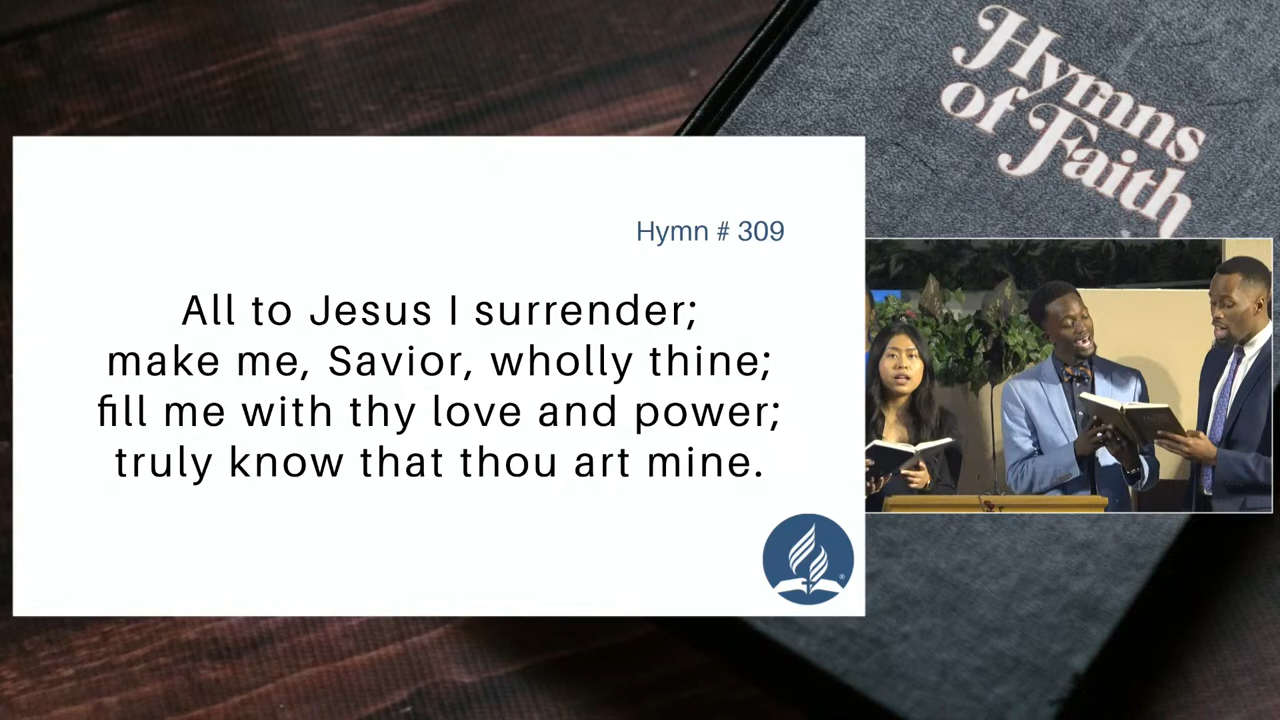 Hymns
of Faith
Hymn # 309
All to Jesus I surrender;
make me, Savior, wholly thine;
fill me with thy love and power;
truly know that thou art mine.
®